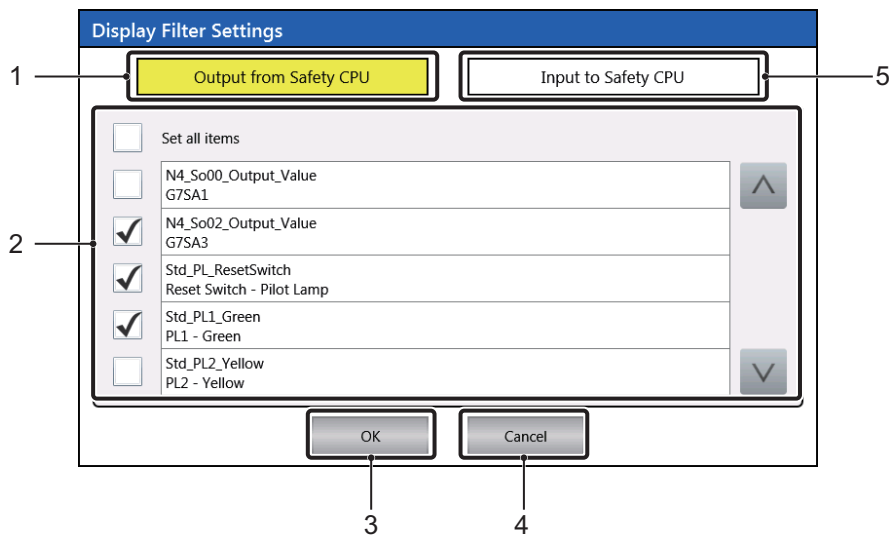 Display Filter Settings
1
Output from Safety CPU
Input to Safety CPU
5
Set all items
N4_So00_Output_Value
G7SA1
2
N4_So02_Output_Value
G7SA3
Std_PL_ResetSwitch
Reset Switch - Pilot Lamp
Std_PL1_Green
PL1 - Green
Std_PL2_Yellow
PL2 - Yellow
OK
Cancel
3
4